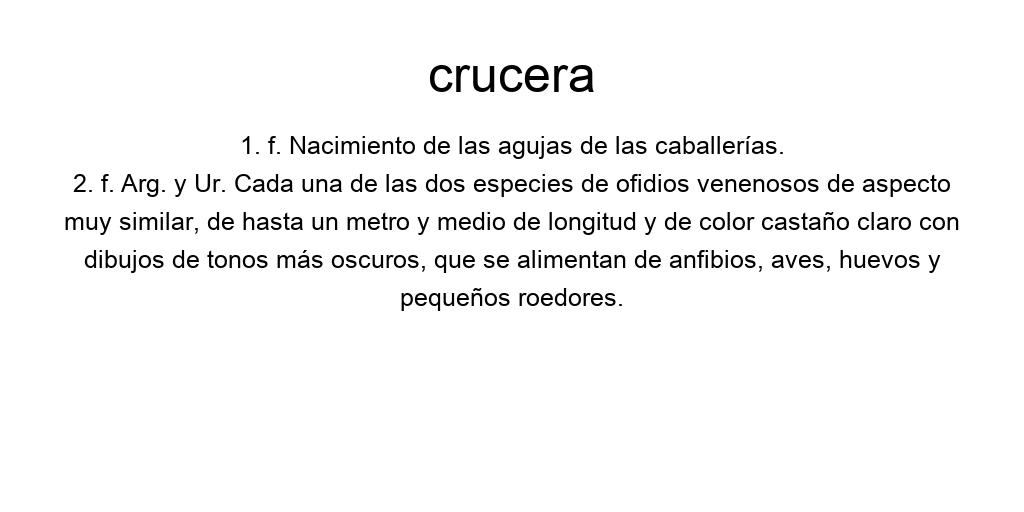 crucera
1. f. Nacimiento de las agujas de las caballerías.
2. f. Arg. y Ur. Cada una de las dos especies de ofidios venenosos de aspecto
muy similar, de hasta un metro y medio de longitud y de color castaño claro con
dibujos de tonos más oscuros, que se alimentan de anfibios, aves, huevos y
pequeños roedores.